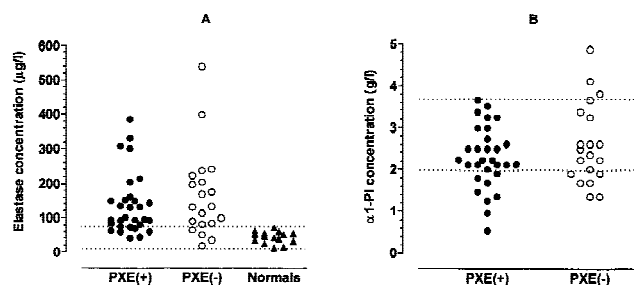 A
Elastase concentration (μg/l)
600
500
400
300
200
100
0
PXE(+) PXE(-) Normals
B
α1-PI concentration (g/l)
5
4
3
2
1
0
PXE(+) PXE(-)